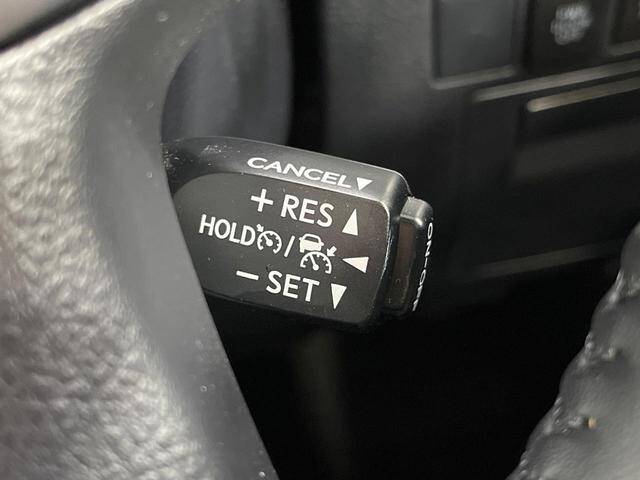 CANCEL▼
+ RES ▲
HOLD / ◀
− SET ▼
ON-OFF